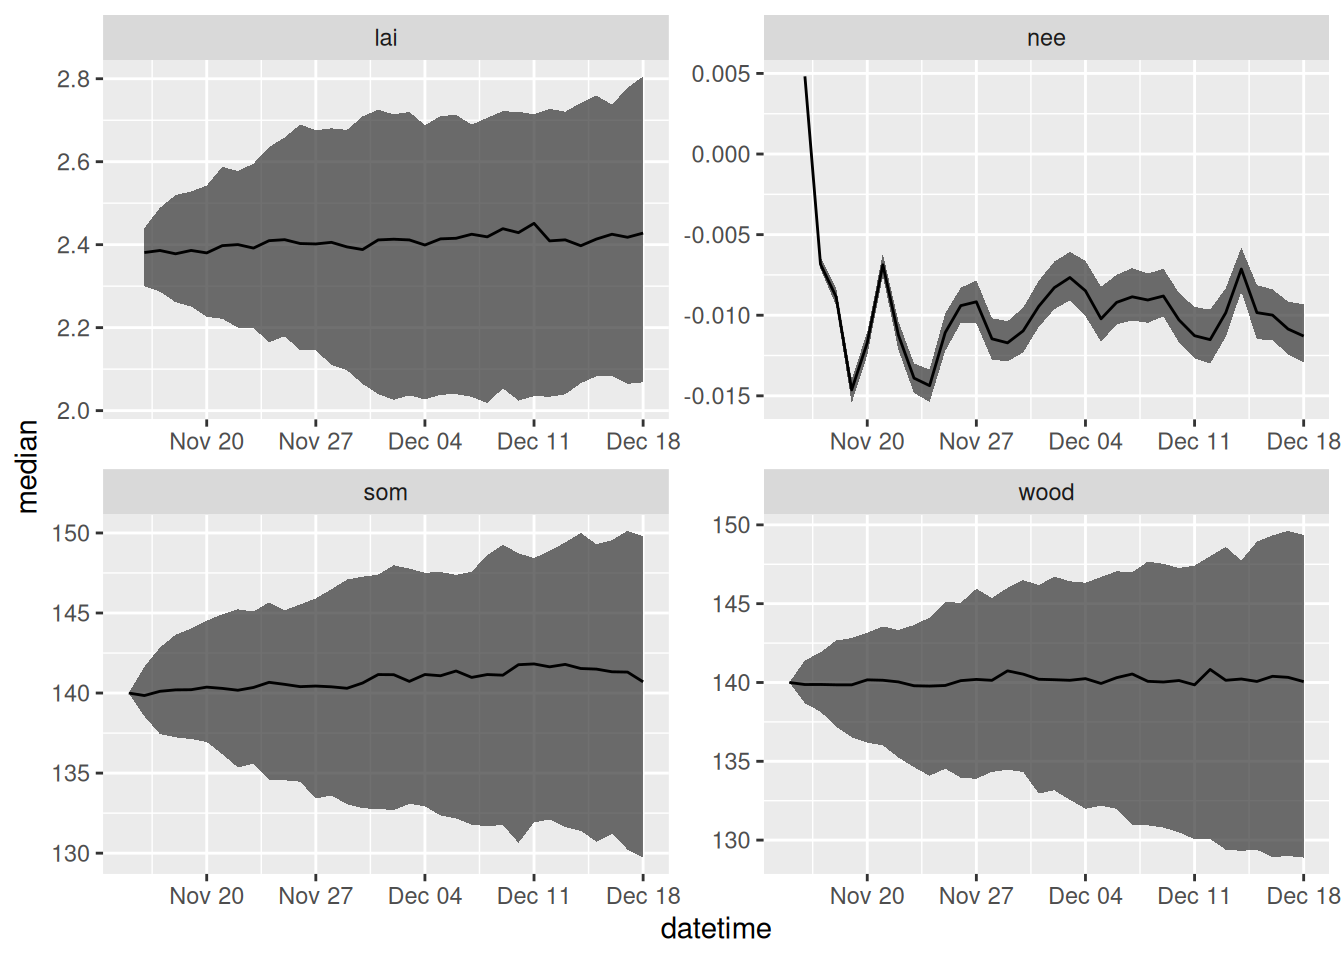 lai
nee
2.8
2.6
2.4
2.2
2.0
0.005
0.000
-0.005
-0.010
-0.015
Nov 20 Nov 27 Dec 04 Dec 11 Dec 18
Nov 20 Nov 27 Dec 04 Dec 11 Dec 18
median
som
wood
150
145
140
135
130
150
145
140
135
130
Nov 20 Nov 27 Dec 04 Dec 11 Dec 18
Nov 20 Nov 27 Dec 04 Dec 11 Dec 18
datetime